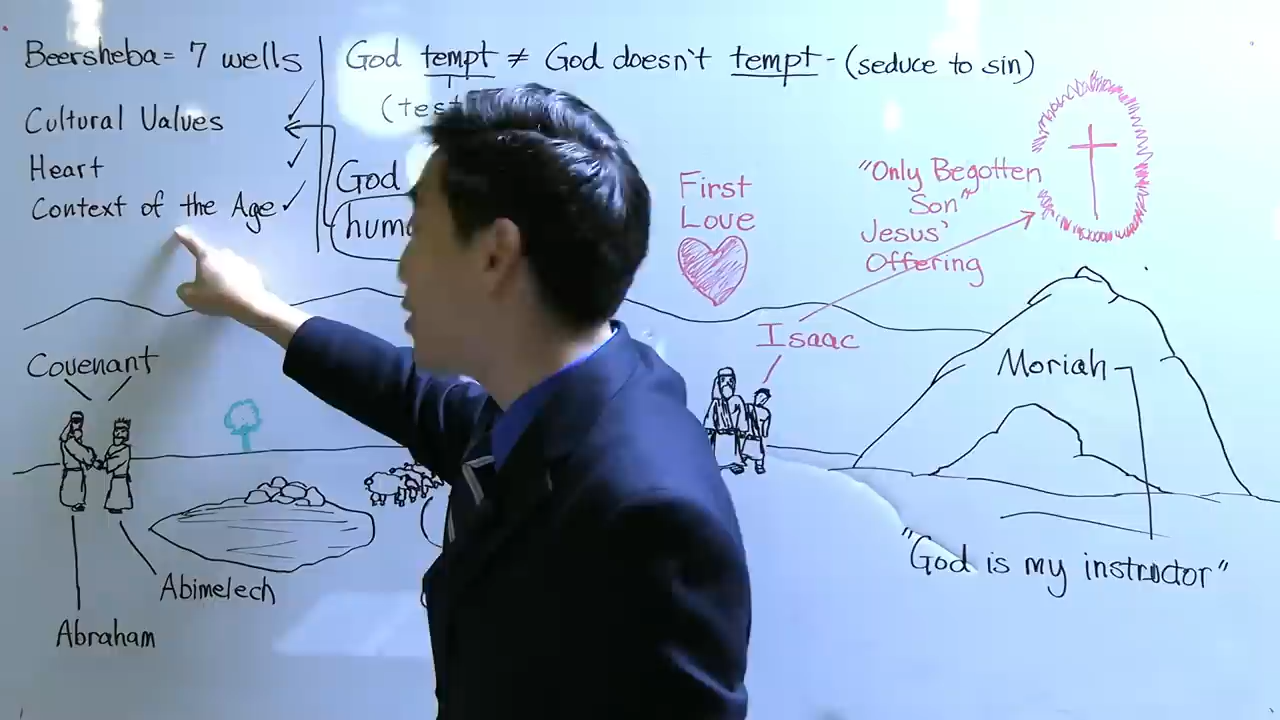 Beersheba = 7 wells
Cultural Values
Heart
Context of the Age
God tempt ≠ God doesn't tempt - (seduce to sin)
God
First
Love
"Only Begotten
Son"
Jesus'
Offering
Isaac
Covenant
Moriah
"God is my instructor"
Abimelech
Abraham